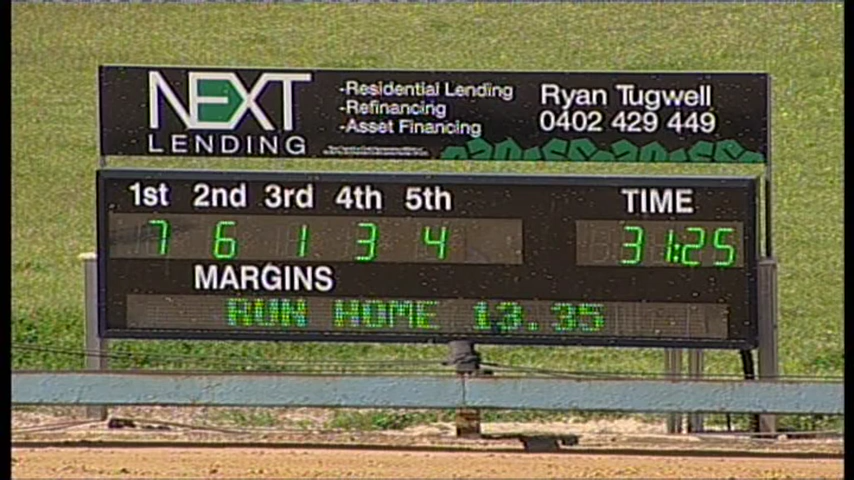 NEXT
LENDING
-Residential Lending
-Refinancing
-Asset Financing
Ryan Tugwell
0402 429 449
1st 2nd 3rd 4th 5th TIME
7 6 1 3 4 31:25
MARGINS
RUN HOME 13.35